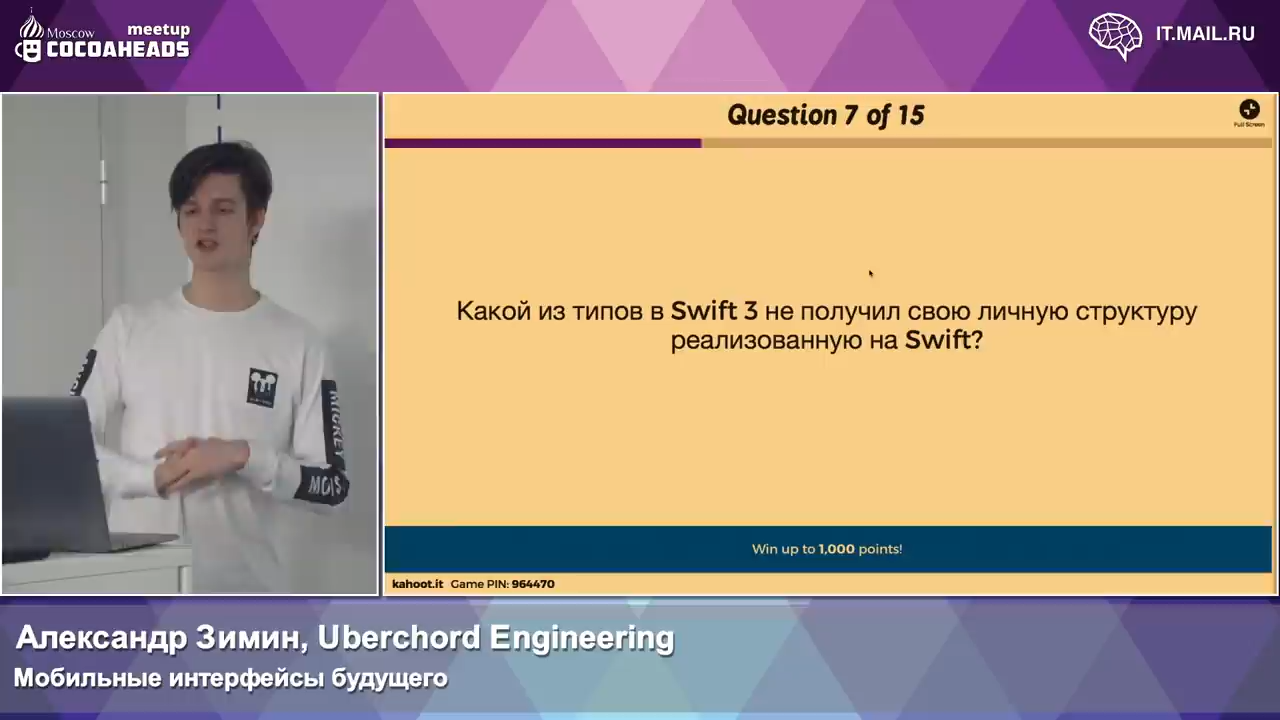 Moscow
meetup
COCOAHEADS
IT.MAIL.RU
Question 7 of 15
Full Screen
Какой из типов в Swift 3 не получил свою личную структуру
реализованную на Swift?
MICKEY
MOUS
Win up to 1,000 points!
kahoot.it Game PIN: 964470
Александр Зимин, Uberchord Engineering
Мобильные интерфейсы будущего